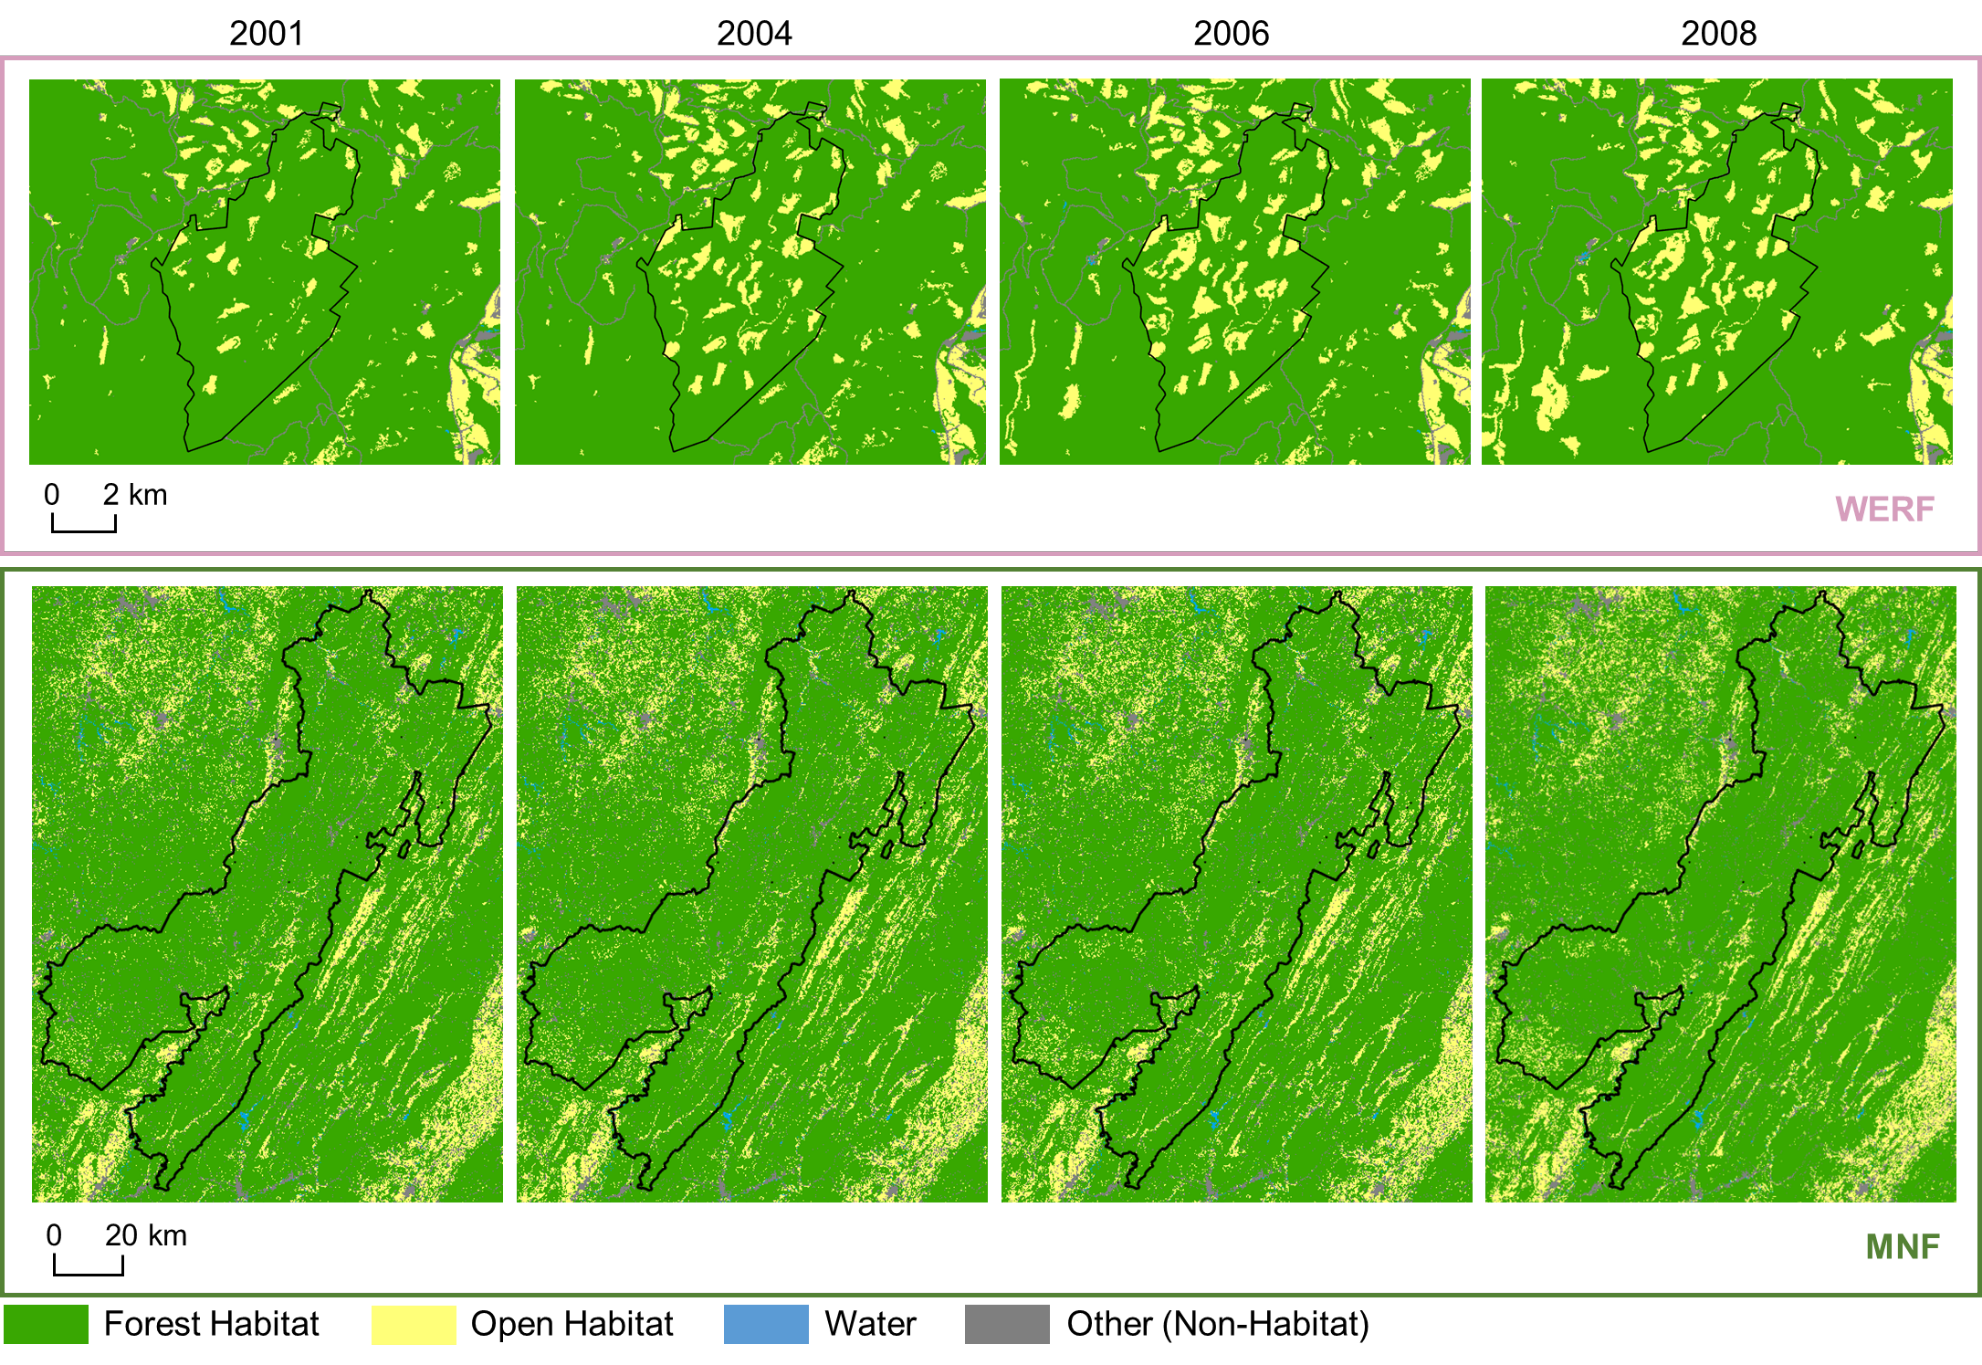 2001 2004 2006 2008
0 2 km
WERF
0 20 km
MNF
Forest Habitat Open Habitat Water Other (Non-Habitat)